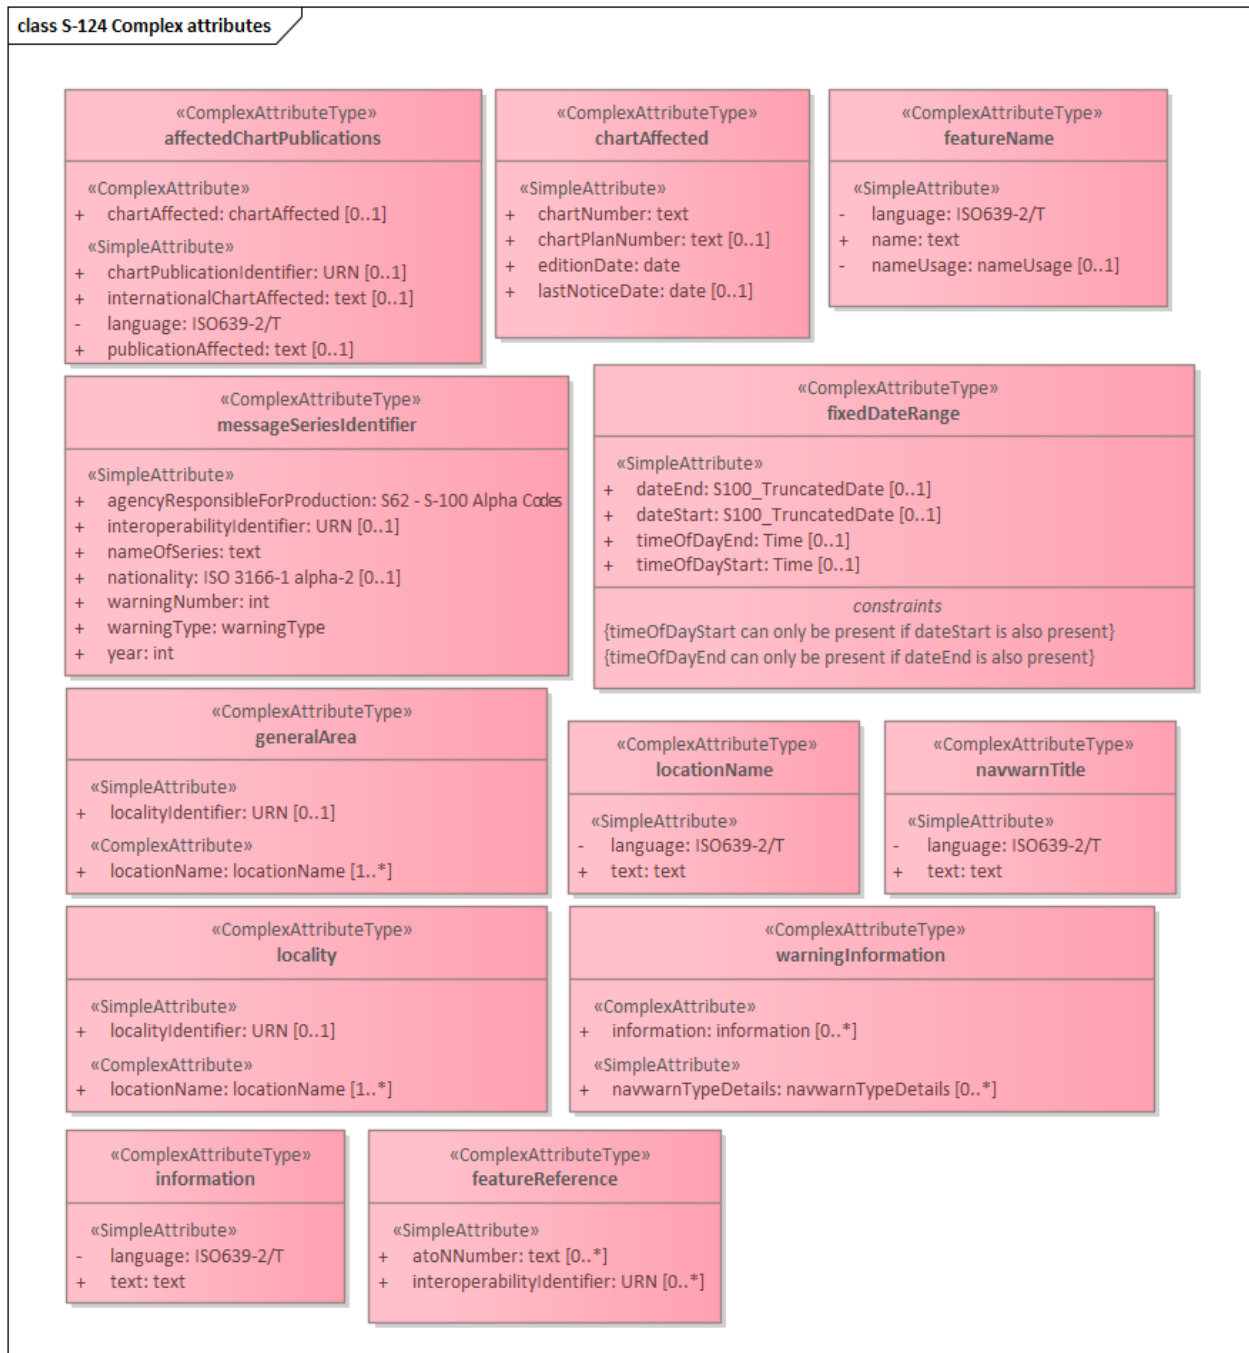 class S-124 Complex attributes
«ComplexAttributeType»
affectedChartPublications
«ComplexAttribute»
+ chartAffected: chartAffected [0..1]
«SimpleAttribute»
+ chartPublicationIdentifier: URN [0..1]
+ internationalChartAffected: text [0..1]
- language: ISO639-2/T
+ publicationAffected: text [0..1]
«ComplexAttributeType»
chartAffected
«SimpleAttribute»
+ chartNumber: text
+ chartPlanNumber: text [0..1]
+ editionDate: date
+ lastNoticeDate: date [0..1]
«ComplexAttributeType»
featureName
«SimpleAttribute»
- language: ISO639-2/T
+ name: text
- nameUsage: nameUsage [0..1]
«ComplexAttributeType»
messageSeriesIdentifier
«SimpleAttribute»
+ agencyResponsibleForProduction: S62 - S-100 Alpha Codes
+ interoperabilityIdentifier: URN [0..1]
+ nameOfSeries: text
+ nationality: ISO 3166-1 alpha-2 [0..1]
+ warningNumber: int
+ warningType: warningType
+ year: int
«ComplexAttributeType»
fixedDateRange
«SimpleAttribute»
+ dateEnd: S100_TruncatedDate [0..1]
+ dateStart: S100_TruncatedDate [0..1]
+ timeOfDayEnd: Time [0..1]
+ timeOfDayStart: Time [0..1]
constraints
{timeOfDayStart can only be present if dateStart is also present}
{timeOfDayEnd can only be present if dateEnd is also present}
«ComplexAttributeType»
generalArea
«SimpleAttribute»
+ localityIdentifier: URN [0..1]
«ComplexAttribute»
+ locationName: locationName [1..*]
«ComplexAttributeType»
locationName
«SimpleAttribute»
- language: ISO639-2/T
+ text: text
«ComplexAttributeType»
navwarnTitle
«SimpleAttribute»
- language: ISO639-2/T
+ text: text
«ComplexAttributeType»
locality
«SimpleAttribute»
+ localityIdentifier: URN [0..1]
«ComplexAttribute»
+ locationName: locationName [1..*]
«ComplexAttributeType»
warningInformation
«ComplexAttribute»
+ information: information [0..*]
«SimpleAttribute»
+ navwarnTypeDetails: navwarnTypeDetails [0..*]
«ComplexAttributeType»
information
«SimpleAttribute»
- language: ISO639-2/T
+ text: text
«ComplexAttributeType»
featureReference
«SimpleAttribute»
+ atoNNumber: text [0..*]
+ interoperabilityIdentifier: URN [0..*]